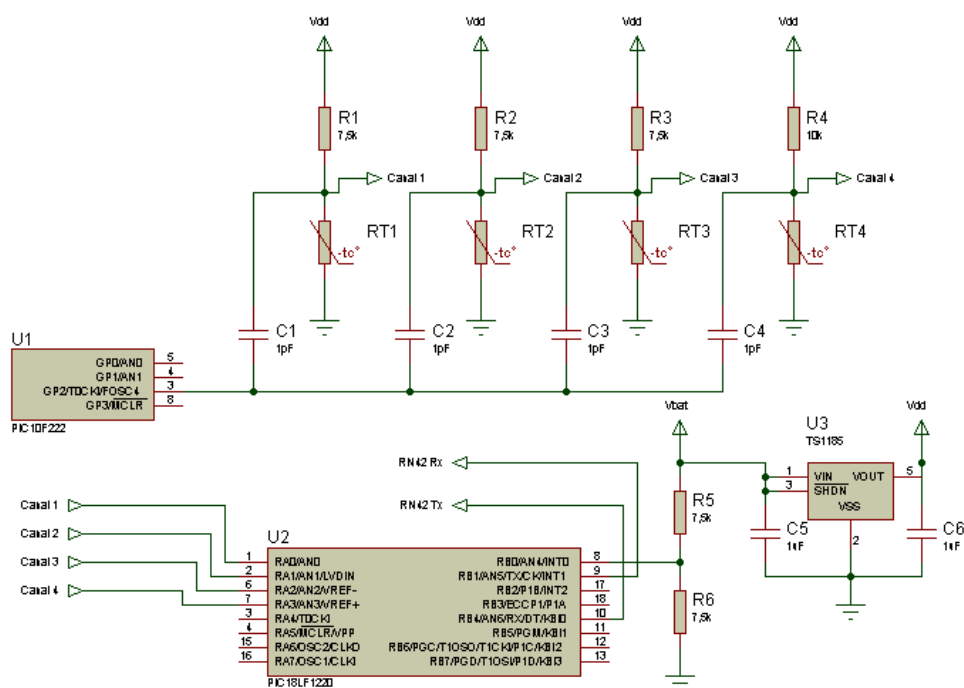 Vdd Vdd Vdd Vdd
R1 R2 R3 R4
7,5k 7,5k 7,5k 10k
Canal 1 Canal 2 Canal 3 Canal 4
RT1 RT2 RT3 RT4
-tc° -tc° -tc° -tc°
C1 C2 C3 C4
1pF 1pF 1pF 1pF
U1
GP0/AN0 5
GP1/AN1 4
GP2/T0CKI/FOSC4 3
GP3/MCLR 8
PIC10F222
Vbat
Vdd
U3
TS1185
1 VIN VOUT 5
3 SHDN
VSS
2
C5
1uF
C6
1uF
R5
7,5k
R6
7,5k
RN42 Rx
RN42 Tx
Canal 1
Canal 2
Canal 3
Canal 4
U2
1 RA0/AN0 RB0/AN4/INT0 8
2 RA1/AN1/LVDIN RB1/AN5/TX/CK/INT1 9
6 RA2/AN2/VREF- RB2/P1B/INT2 17
7 RA3/AN3/VREF+ RB3/ECCP1/P1A 18
3 RA4/T0CKI RB4/AN6/RX/DT/KBI0 10
4 RA5/MCLR/VPP RB5/PGM/KBI1 11
15 RA6/OSC2/CLKO RB6/PGC/T1OSO/T1CKI/P1C/KBI2 12
16 RA7/OSC1/CLKI RB7/PGD/T1OSI/P1D/KBI3 13
PIC18LF1220